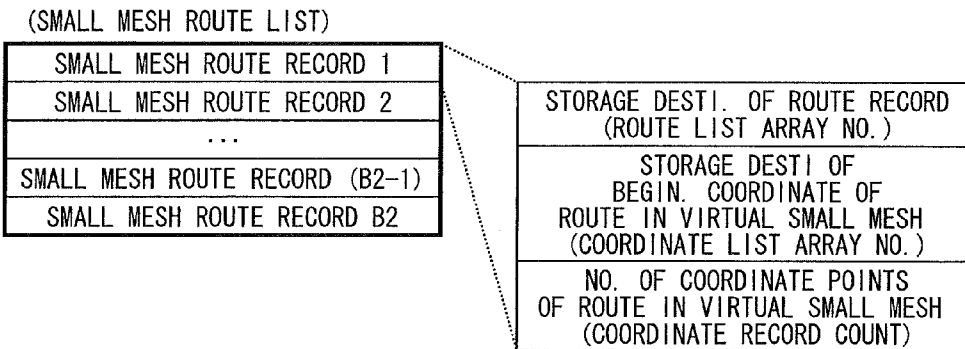 (SMALL MESH ROUTE LIST)
SMALL MESH ROUTE RECORD 1
SMALL MESH ROUTE RECORD 2
...
SMALL MESH ROUTE RECORD (B2-1)
SMALL MESH ROUTE RECORD B2
STORAGE DESTI. OF ROUTE RECORD
(ROUTE LIST ARRAY NO.)
STORAGE DESTI OF
BEGIN. COORDINATE OF
ROUTE IN VIRTUAL SMALL MESH
(COORDINATE LIST ARRAY NO.)
NO. OF COORDINATE POINTS
OF ROUTE IN VIRTUAL SMALL MESH
(COORDINATE RECORD COUNT)